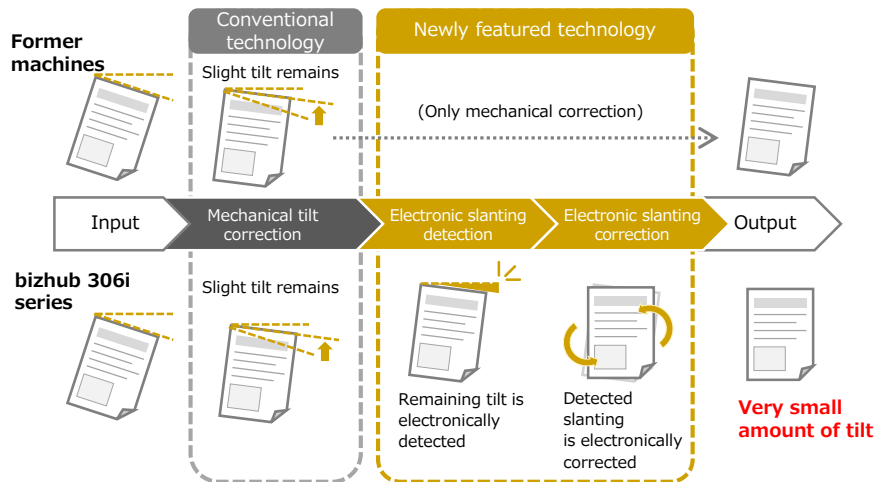 Conventional
technology
Newly featured technology
Former
machines
Slight tilt remains
(Only mechanical correction)
Input
Mechanical tilt
correction
Electronic slanting
detection
Electronic slanting
correction
Output
bizhub 306i
series
Slight tilt remains
Remaining tilt is
electronically
detected
Detected
slanting
is electronically
corrected
Very small
amount of tilt